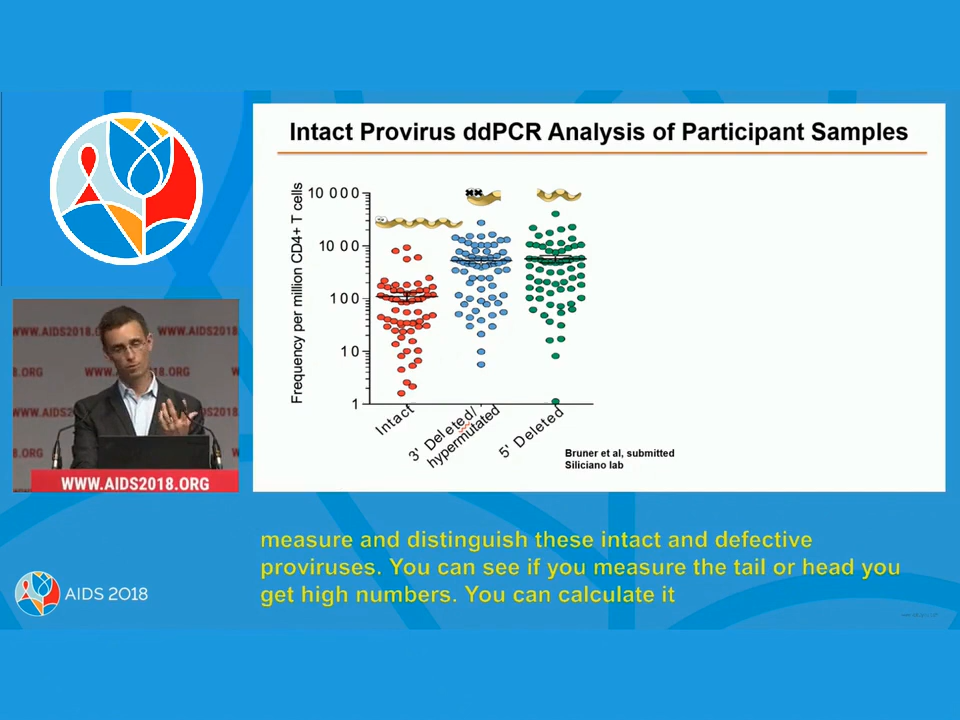 Intact Provirus ddPCR Analysis of Participant Samples
Frequency per million CD4+ T cells
10 000
10 00
100
10
1
Intact
3' Deleted/
hypermutated
5' Deleted
Bruner et al, submitted
Siliciano lab
WWW.AIDS2018.ORG
WWW.AIDS2018.ORG
measure and distinguish these intact and defective
proviruses. You can see if you measure the tail or head you
get high numbers. You can calculate it
AIDS 2018